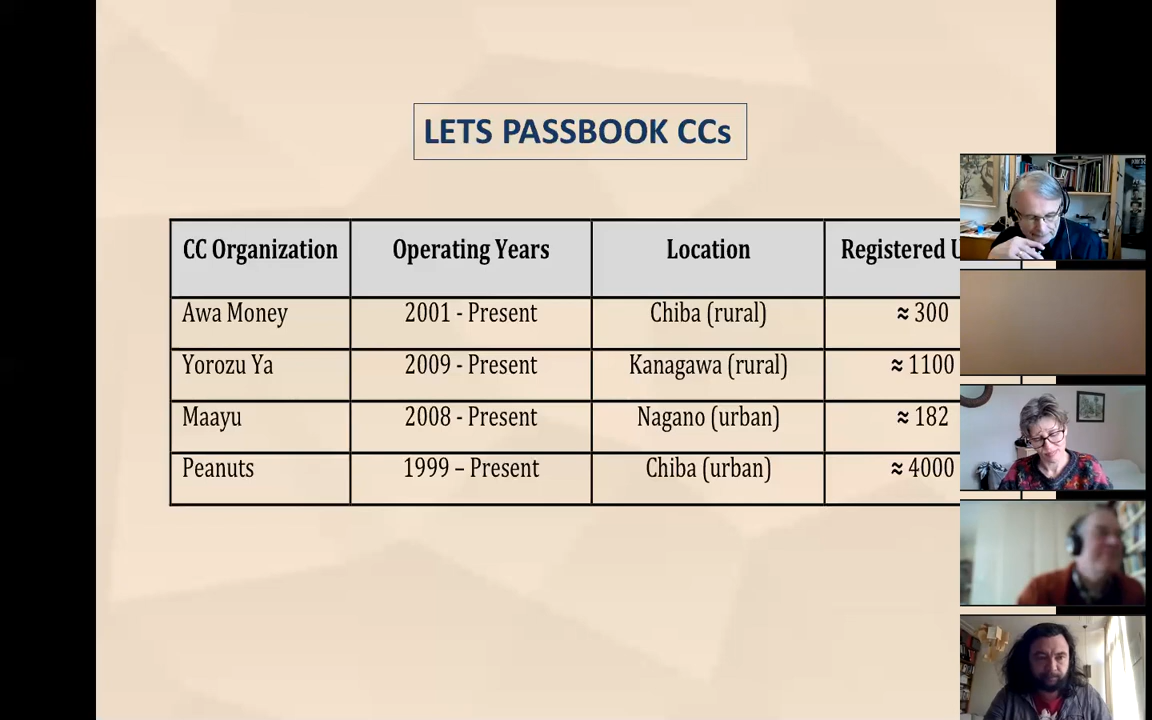 LETS PASSBOOK CCs
CC Organization Operating Years Location Registered
Awa Money 2001 - Present Chiba (rural) ≈ 300
Yorozu Ya 2009 - Present Kanagawa (rural) ≈ 1100
Maayu 2008 - Present Nagano (urban) ≈ 182
Peanuts 1999 – Present Chiba (urban) ≈ 4000